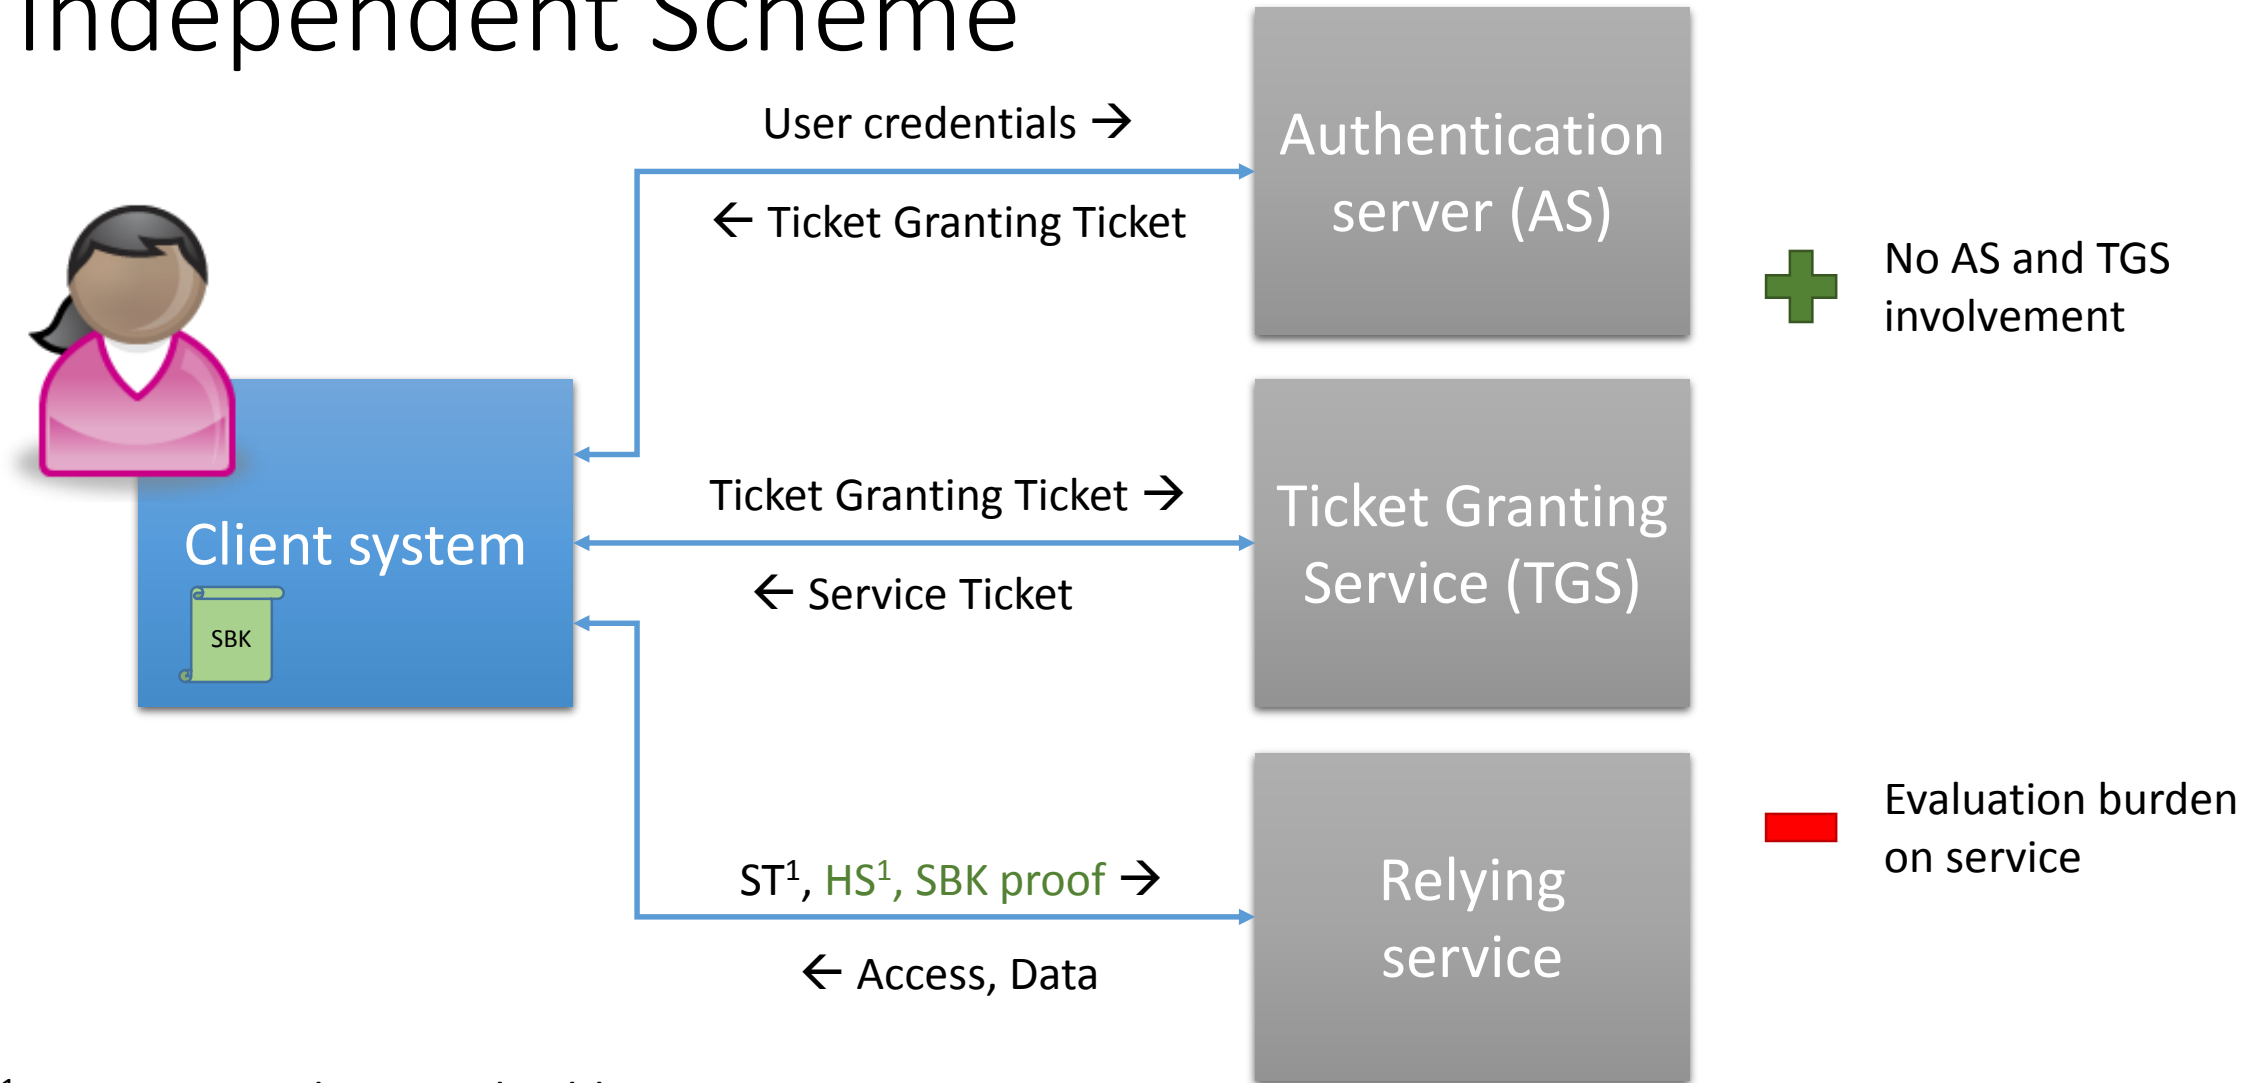 Independent Scheme
User credentials →
← Ticket Granting Ticket
Authentication
server (AS)
No AS and TGS
involvement
Client system
SBK
Ticket Granting Ticket →
← Service Ticket
Ticket Granting
Service (TGS)
ST¹, HS¹, SBK proof →
← Access, Data
Relying
service
Evaluation burden
on service
1